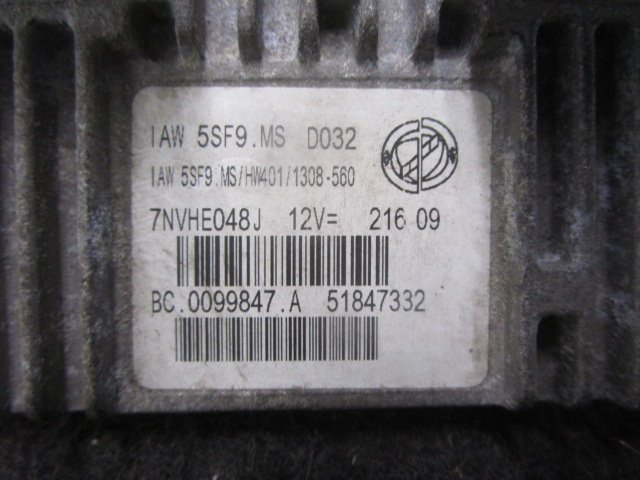 IAW 5SF9.MS D032
IAW 5SF9.MS/HW401/1308-560
7NVHE048J 12V= 216 09
BC.0099847.A 51847332